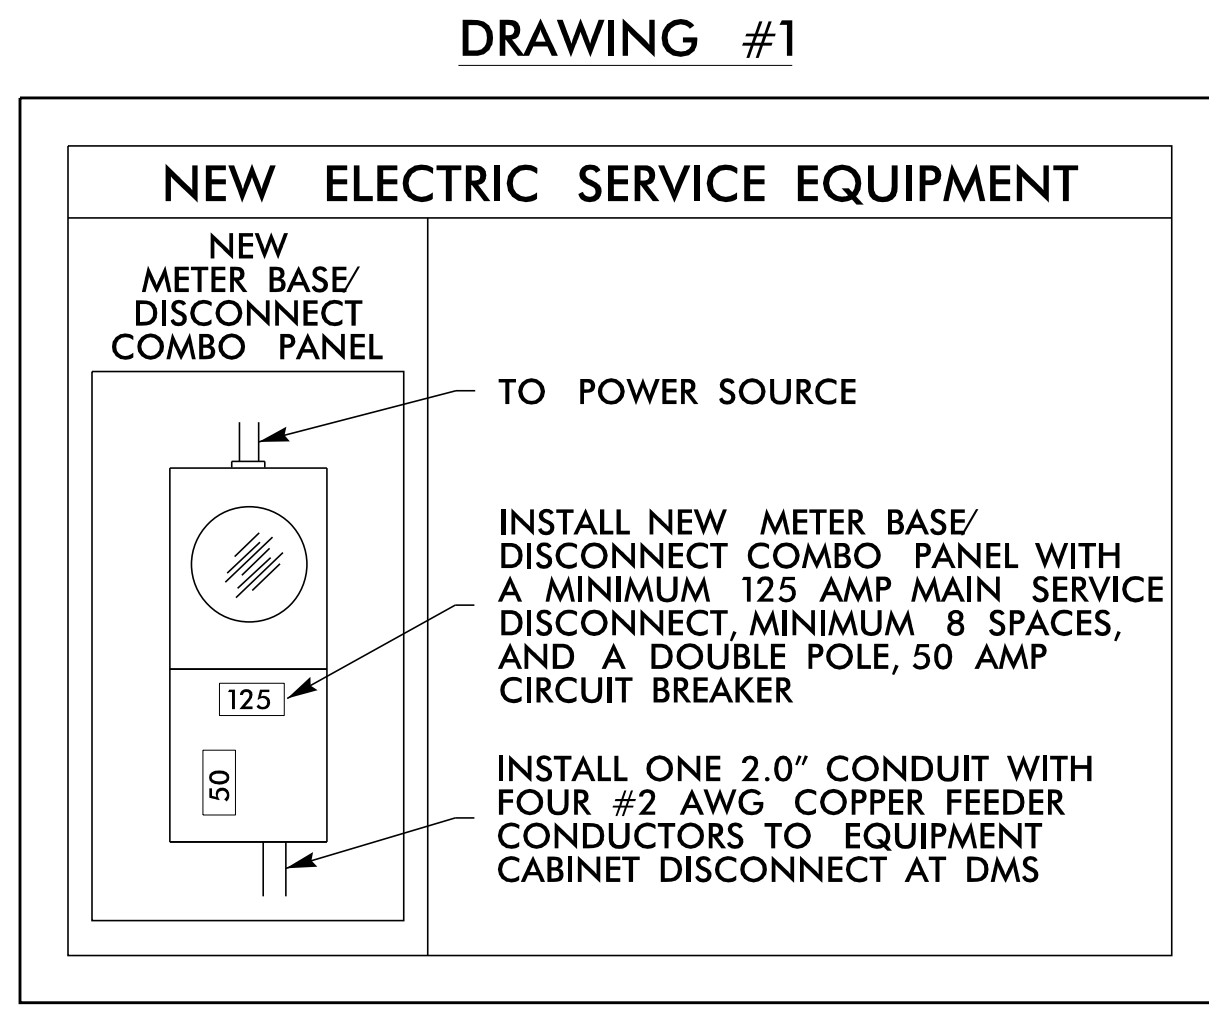 DRAWING #1
NEW ELECTRIC SERVICE EQUIPMENT
NEW
METER BASE/
DISCONNECT
COMBO PANEL
TO POWER SOURCE
INSTALL NEW METER BASE/
DISCONNECT COMBO PANEL WITH
A MINIMUM 125 AMP MAIN SERVICE
DISCONNECT, MINIMUM 8 SPACES,
AND A DOUBLE POLE, 50 AMP
CIRCUIT BREAKER
125
50
INSTALL ONE 2.0" CONDUIT WITH
FOUR #2 AWG COPPER FEEDER
CONDUCTORS TO EQUIPMENT
CABINET DISCONNECT AT DMS